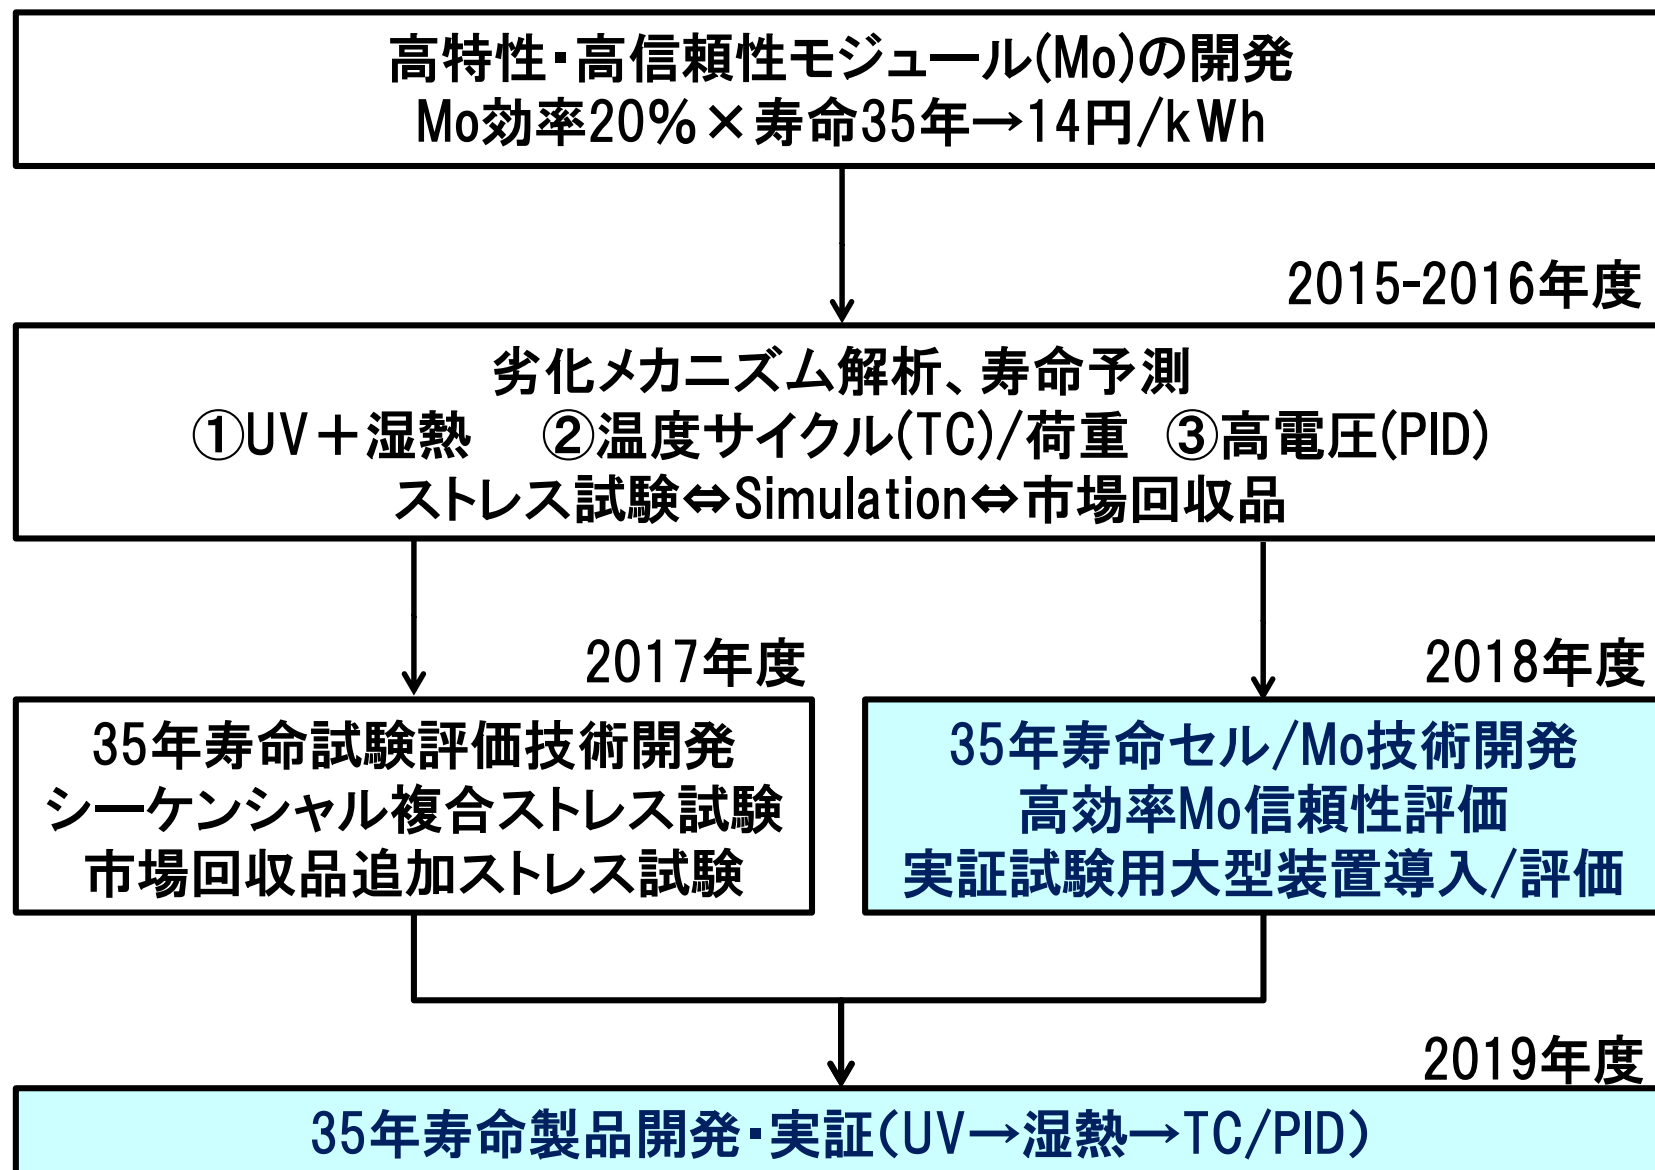 高特性・高信頼性モジュール(Mo)の開発
Mo効率20%×寿命35年→14円/kWh
2015-2016年度
劣化メカニズム解析、寿命予測
①UV＋湿熱 ②温度サイクル(TC)/荷重 ③高電圧(PID)
ストレス試験⇔Simulation⇔市場回収品
2017年度
35年寿命試験評価技術開発
シーケンシャル複合ストレス試験
市場回収品追加ストレス試験
2018年度
35年寿命セル/Mo技術開発
高効率Mo信頼性評価
実証試験用大型装置導入/評価
2019年度
35年寿命製品開発・実証(UV→湿熱→TC/PID)